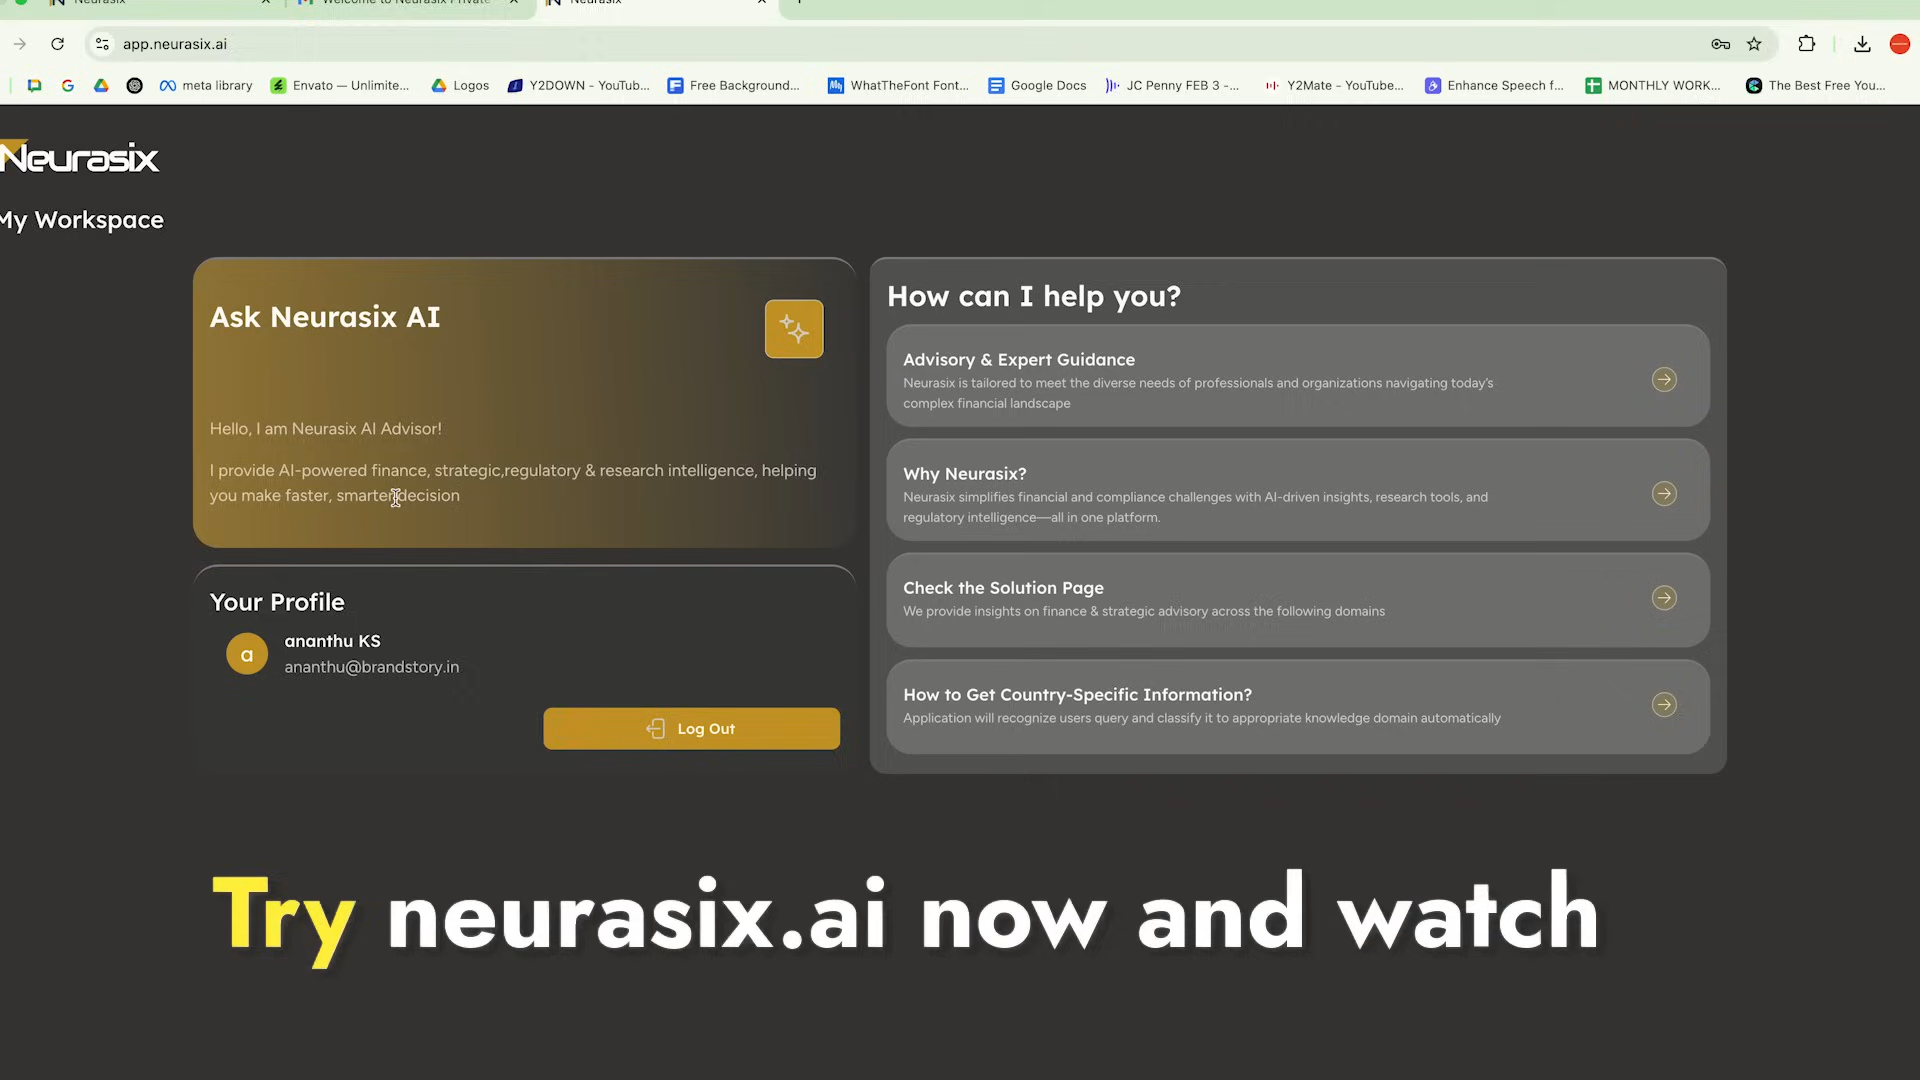 Neurasix
Welcome to Neurasix Private
Neurasix
app.neurasix.ai
meta library
Envato — Unlimite...
Logos
Y2DOWN - YouTub...
Free Background...
WhatTheFont Font...
Google Docs
JC Penny FEB 3 -...
Y2Mate - YouTube...
Enhance Speech f...
MONTHLY WORK...
The Best Free You...
Neurasix
My Workspace
Ask Neurasix AI
Hello, I am Neurasix AI Advisor!
I provide AI-powered finance, strategic,regulatory & research intelligence, helping
you make faster, smarter decision
Your Profile
a
ananthu KS
ananthu@brandstory.in
Log Out
How can I help you?
Advisory & Expert Guidance
Neurasix is tailored to meet the diverse needs of professionals and organizations navigating today's
complex financial landscape
Why Neurasix?
Neurasix simplifies financial and compliance challenges with AI-driven insights, research tools, and
regulatory intelligence—all in one platform.
Check the Solution Page
We provide insights on finance & strategic advisory across the following domains
How to Get Country-Specific Information?
Application will recognize users query and classify it to appropriate knowledge domain automatically
Try neurasix.ai now and watch